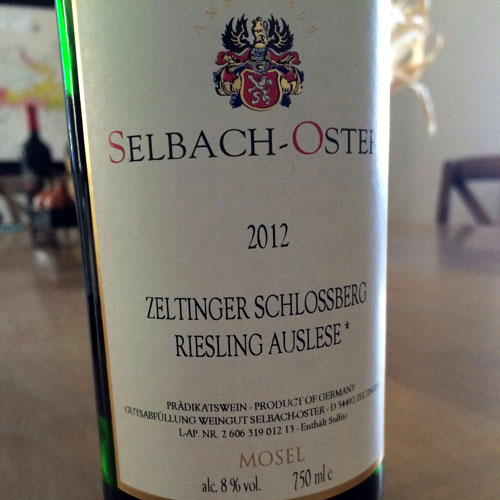 SELBACH-OSTER
2012
ZELTINGER SCHLOSSBERG
RIESLING AUSLESE*
PRÄDIKATSWEIN - PRODUCT OF GERMANY
GUTSABFÜLLUNG WEINGUT SELBACH-OSTER - D 54492 ZELTINGEN
L-AP. NR. 2 606 319 012 13 - Enthält Sulfite
MOSEL
alc. 8 % vol. 750 ml e